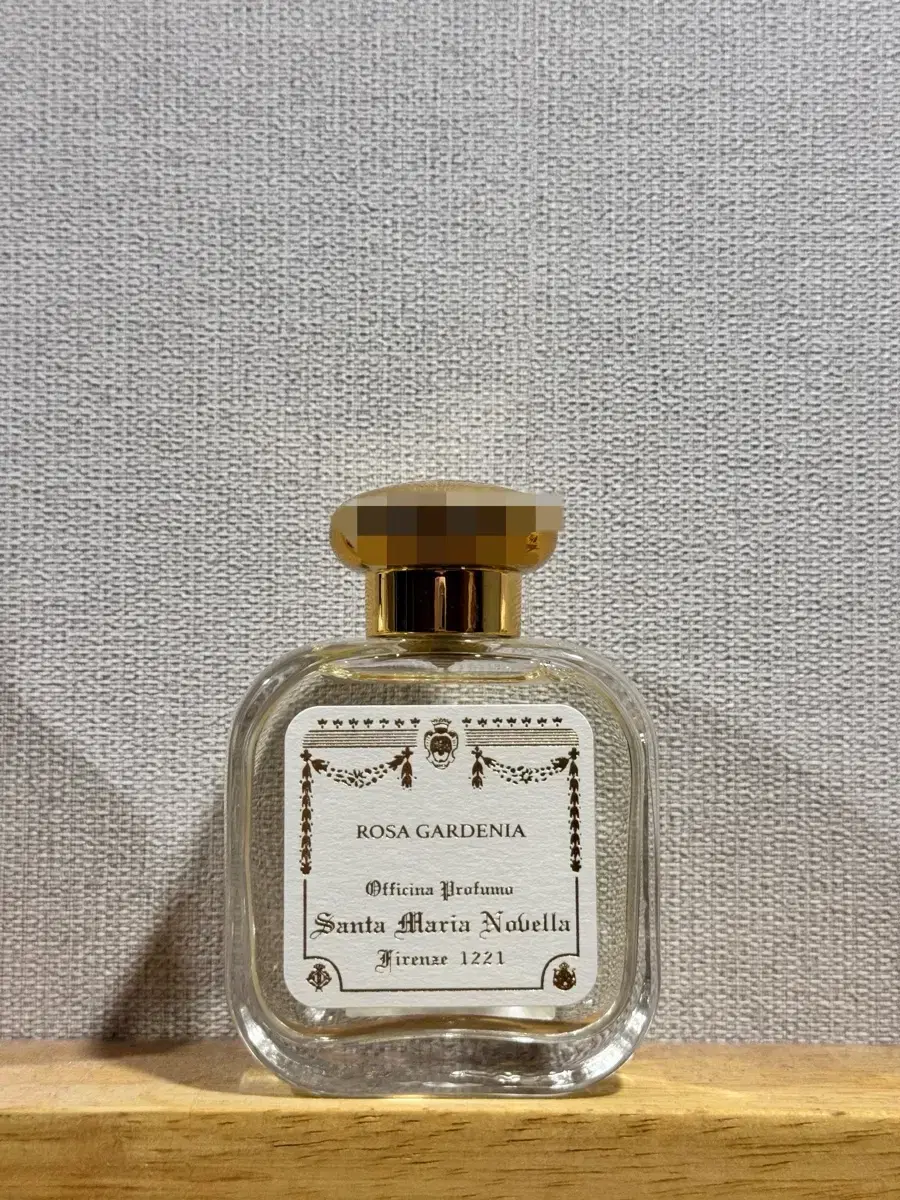 ROSA GARDENIA
Officina Profumo
Santa Maria Novella
Firenze 1221